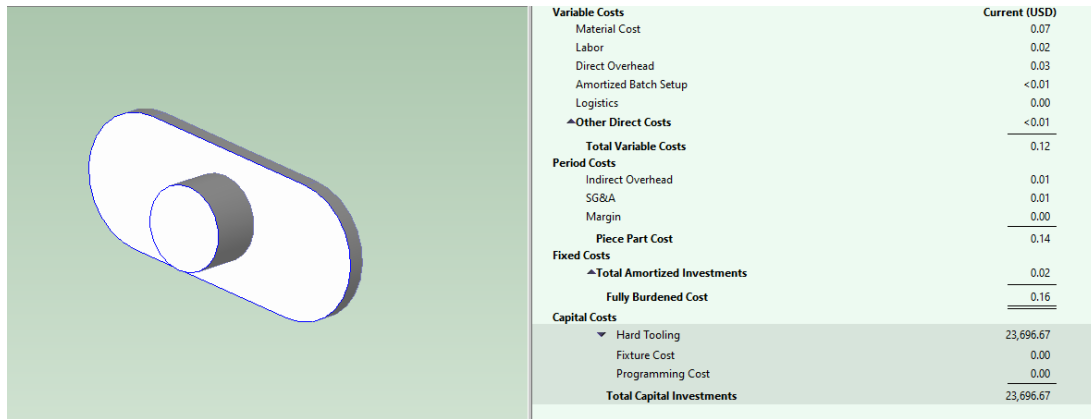 Variable Costs Current (USD)
Material Cost 0.07
Labor 0.02
Direct Overhead 0.03
Amortized Batch Setup <0.01
Logistics 0.00
Other Direct Costs <0.01
Total Variable Costs 0.12
Period Costs
Indirect Overhead 0.01
SG&A 0.01
Margin 0.00
Piece Part Cost 0.14
Fixed Costs
Total Amortized Investments 0.02
Fully Burdened Cost 0.16
Capital Costs
Hard Tooling 23,696.67
Fixture Cost 0.00
Programming Cost 0.00
Total Capital Investments 23,696.67